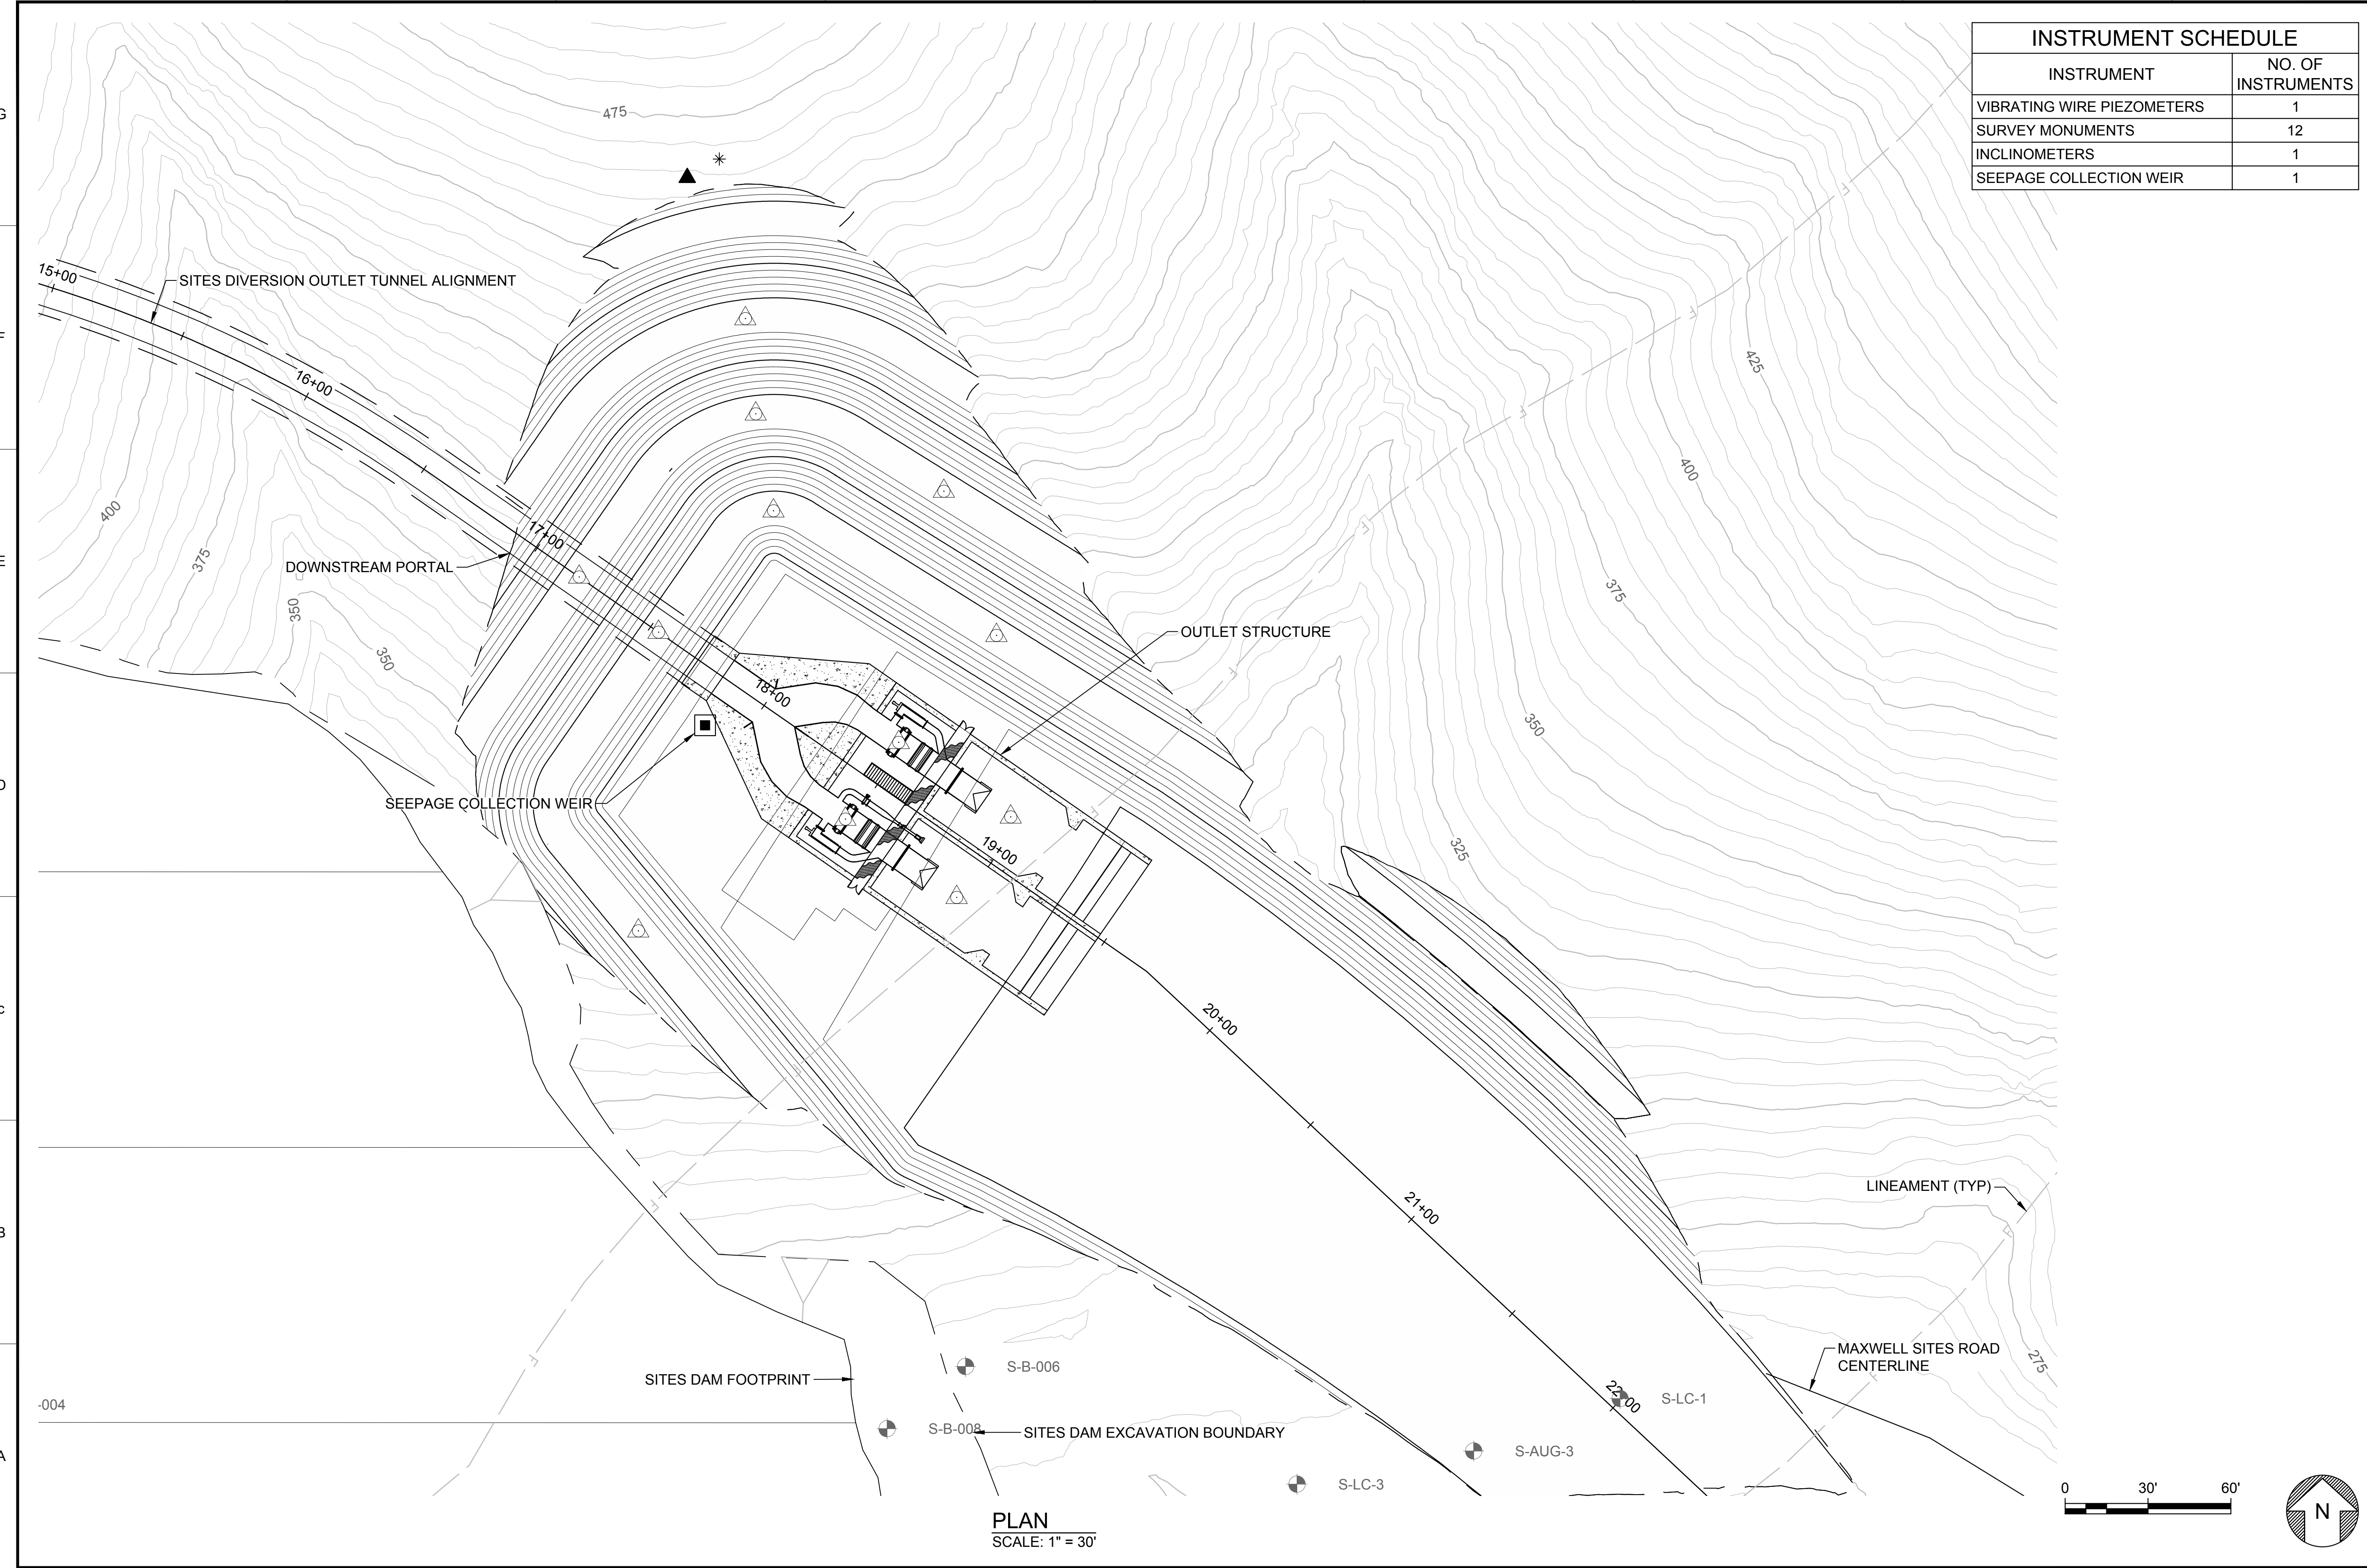 INSTRUMENT SCHEDULE
INSTRUMENT
NO. OF
INSTRUMENTS
VIBRATING WIRE PIEZOMETERS 1
SURVEY MONUMENTS 12
INCLINOMETERS 1
SEEPAGE COLLECTION WEIR 1
G
475
15+00
SITES DIVERSION OUTLET TUNNEL ALIGNMENT
F
16+00
425
400
400
17+00
375
E
DOWNSTREAM PORTAL
375
350
350
OUTLET STRUCTURE
18+00
350
D
SEEPAGE COLLECTION WEIR
19+00
325
C
20+00
LINEAMENT (TYP)
21+00
B
MAXWELL SITES ROAD
CENTERLINE
275
S-B-006
SITES DAM FOOTPRINT
22+00
S-LC-1
-004
S-B-008
SITES DAM EXCAVATION BOUNDARY
A
S-AUG-3
S-LC-3
0 30' 60'
N
PLAN
SCALE: 1" = 30'